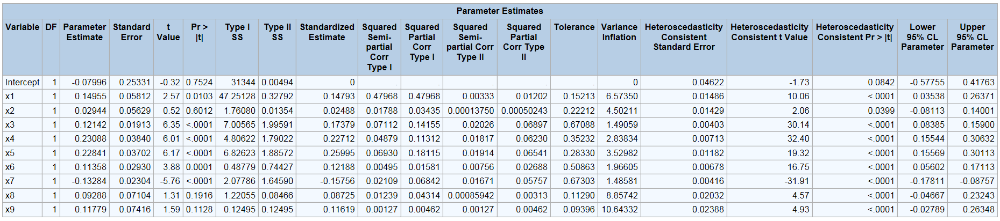 Parameter Estimates
Variable DF Parameter Estimate Standard Error t Value Pr > |t| Type I SS Type II SS Standardized Estimate Squared Semi-partial Corr Type I Squared Partial Corr Type I Squared Semi-partial Corr Type II Squared Partial Corr Type II Tolerance Variance Inflation Heteroscedasticity Consistent Standard Error Heteroscedasticity Consistent t Value Heteroscedasticity Consistent Pr > |t| Lower 95% CL Parameter Upper 95% CL Parameter
Intercept 1 -0.07996 0.25331 -0.32 0.7524 31344 0.00494 0 . . . . . 0 0.04622 -1.73 0.0842 -0.57755 0.41763
x1 1 0.14955 0.05812 2.57 0.0103 47.25128 0.32792 0.14793 0.47968 0.47968 0.00333 0.01202 0.15213 6.57350 0.01486 10.06 <.0001 0.03538 0.26371
x2 1 0.02944 0.05629 0.52 0.6012 1.76080 0.01354 0.02488 0.01788 0.03435 0.00013750 0.00050243 0.22212 4.50211 0.01429 2.06 0.0399 -0.08113 0.14001
x3 1 0.12142 0.01913 6.35 <.0001 7.00565 1.99591 0.17379 0.07112 0.14155 0.02026 0.06897 0.67088 1.49059 0.00403 30.14 <.0001 0.08385 0.15900
x4 1 0.23088 0.03840 6.01 <.0001 4.80622 1.79022 0.22712 0.04879 0.11312 0.01817 0.06230 0.35232 2.83834 0.00713 32.40 <.0001 0.15544 0.30632
x5 1 0.22841 0.03702 6.17 <.0001 6.82623 1.88572 0.25995 0.06930 0.18115 0.01914 0.06541 0.28330 3.52982 0.01182 19.32 <.0001 0.15569 0.30113
x6 1 0.11358 0.02930 3.88 0.0001 0.48779 0.74427 0.12188 0.00495 0.01581 0.00756 0.02688 0.50863 1.96605 0.00678 16.75 <.0001 0.05602 0.17113
x7 1 -0.13284 0.02304 -5.76 <.0001 2.07786 1.64590 -0.15756 0.02109 0.06842 0.01671 0.05757 0.67303 1.48581 0.00416 -31.91 <.0001 -0.17811 -0.08757
x8 1 0.09288 0.07104 1.31 0.1916 1.22055 0.08466 0.08725 0.01239 0.04314 0.00085942 0.00313 0.11290 8.85742 0.02032 4.57 <.0001 -0.04667 0.23243
x9 1 0.11779 0.07416 1.59 0.1128 0.12495 0.12495 0.11619 0.00127 0.00462 0.00127 0.00462 0.09396 10.64332 0.02388 4.93 <.0001 -0.02789 0.26348